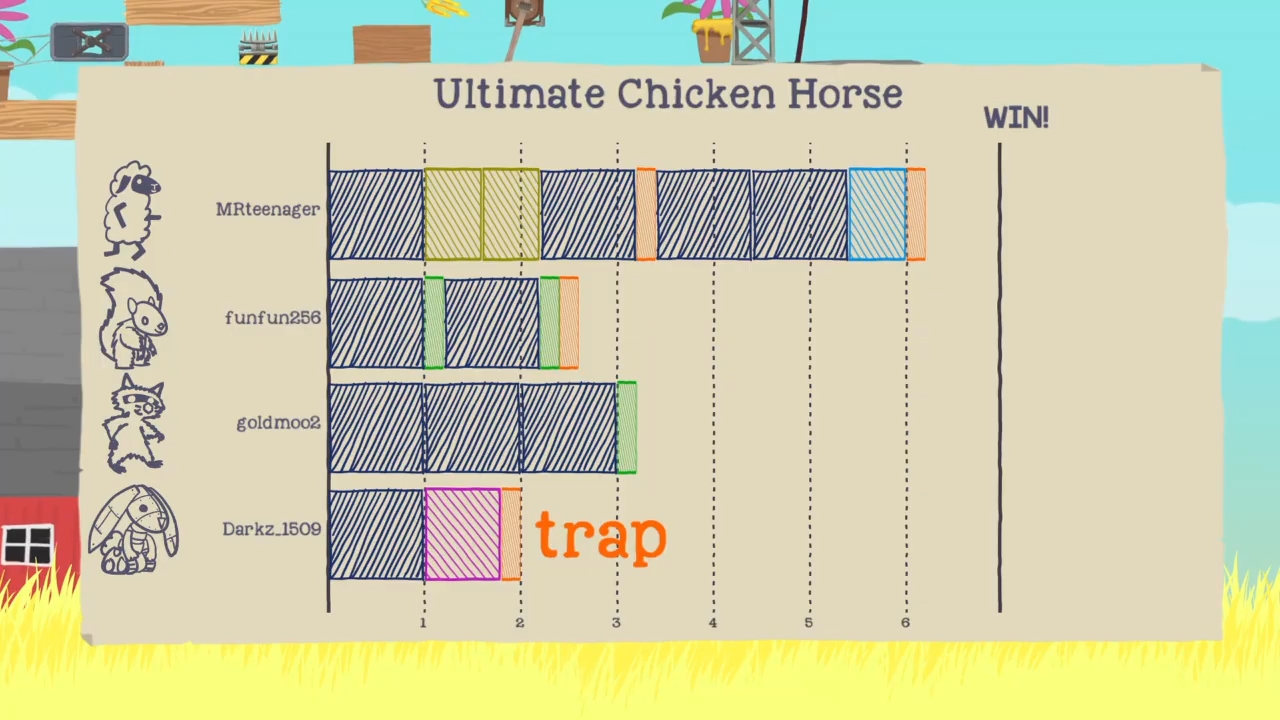 Ultimate Chicken Horse
WIN!
MRteenager
funfun256
goldmoo2
Darkz_1509
trap
1 2 3 4 5 6